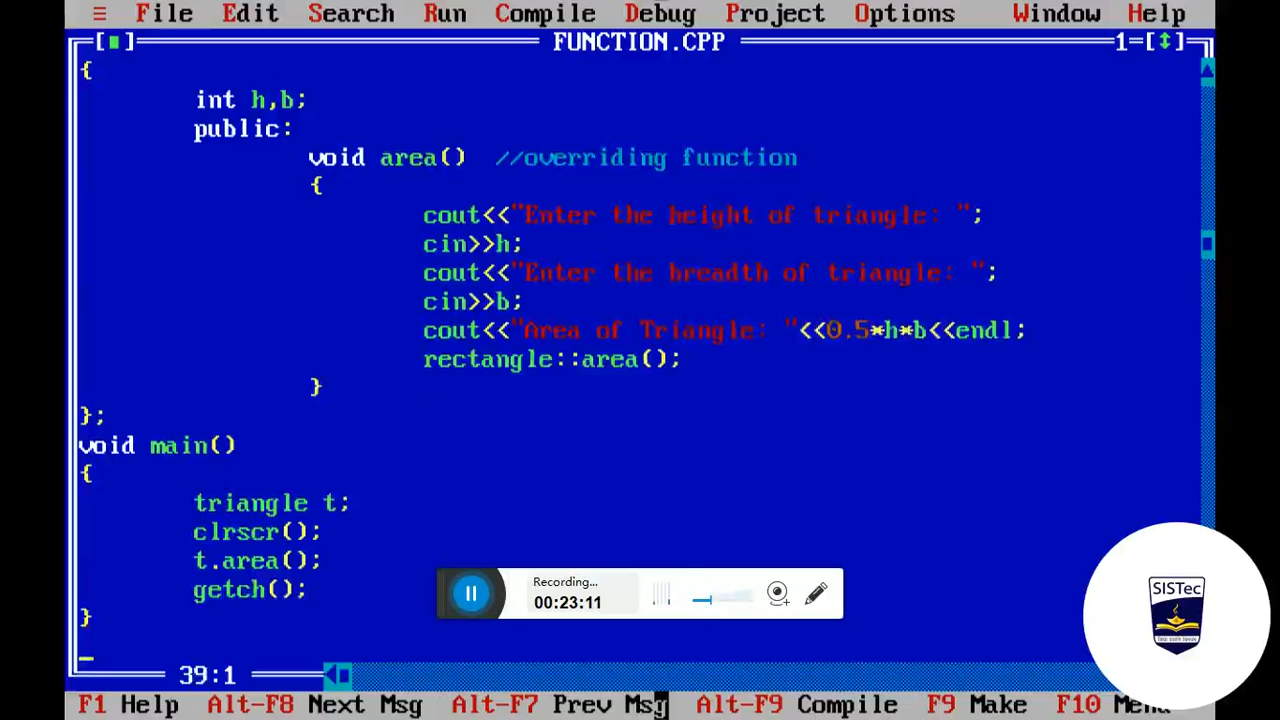 ≡ File Edit Search Run Compile Debug Project Options Window Help
[■] FUNCTION.CPP 1=[↕]
{
int h,b;
public:
void area() //overriding function
{
cout<<"Enter the height of triangle: ";
cin>>h;
cout<<"Enter the breadth of triangle: ";
cin>>b;
cout<<"Area of Triangle: "<<0.5*h*b<<endl;
rectangle::area();
}
};
void main()
{
triangle t;
clrscr();
t.area();
getch();
}
Recording...
00:23:11
SISTec
39:1
F1 Help Alt-F8 Next Msg Alt-F7 Prev Msg Alt-F9 Compile F9 Make F10 Menu